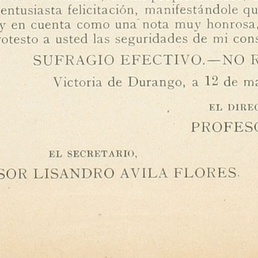 entusiasta felicitación, manifestándole qu
y en cuenta como una nota muy honrosa,
rotesto a usted las seguridades de mi cons
SUFRAGIO EFECTIVO.—NO R
Victoria de Durango, a 12 de ma
EL DIREC
PROFESO
EL SECRETARIO,
SOR LISANDRO AVILA FLORES.